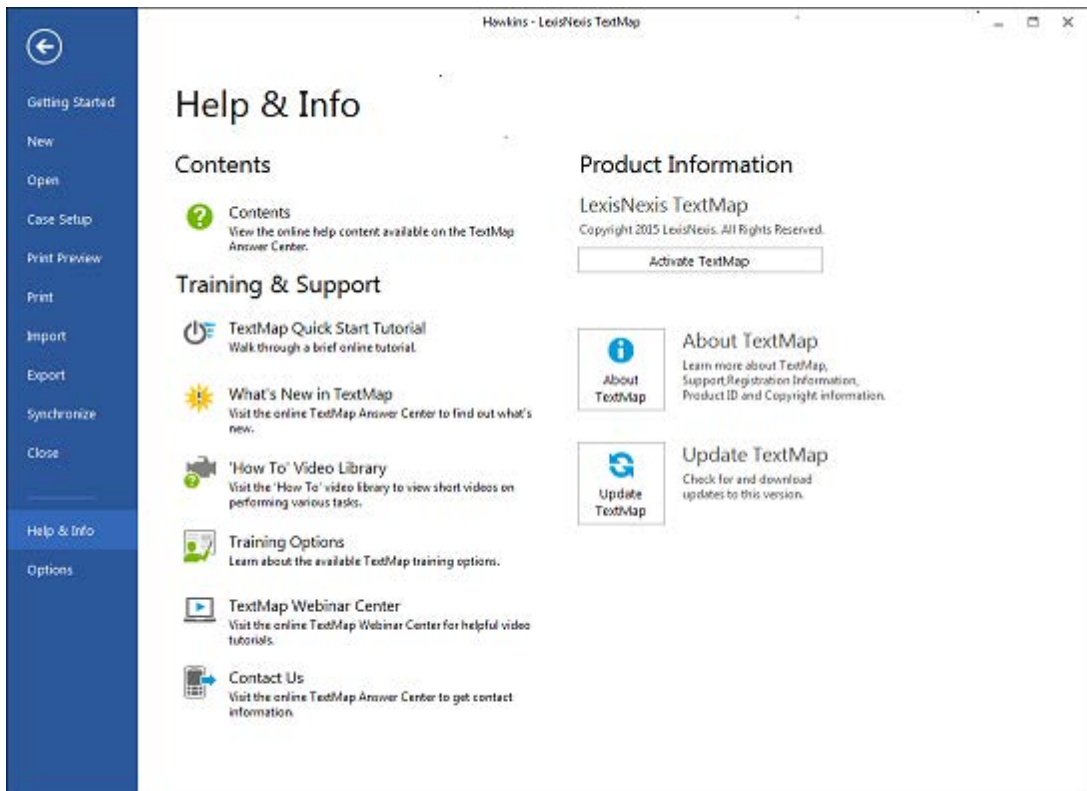 Hawkins - LexisNexis TextMap
Getting Started
New
Open
Case Setup
Print Preview
Print
Import
Export
Synchronize
Close
Help & Info
Options
Help & Info
Contents
Contents
View the online help content available on the TextMap
Answer Center.
Training & Support
TextMap Quick Start Tutorial
Walk through a brief online tutorial.
What's New in TextMap
Visit the online TextMap Answer Center to find out what's
new.
'How To' Video Library
Visit the 'How To' video library to view short videos on
performing various tasks.
Training Options
Learn about the available TextMap training options.
TextMap Webinar Center
Visit the online TextMap Webinar Center for helpful video
tutorials.
Contact Us
Visit the online TextMap Answer Center to get contact
information.
Product Information
LexisNexis TextMap
Copyright 2015 LexisNexis. All Rights Reserved.
Activate TextMap
About
TextMap
About TextMap
Learn more about TextMap,
Support,Registration Information,
Product ID and Copyright information.
Update
TextMap
Update TextMap
Check for and download
updates to this version.